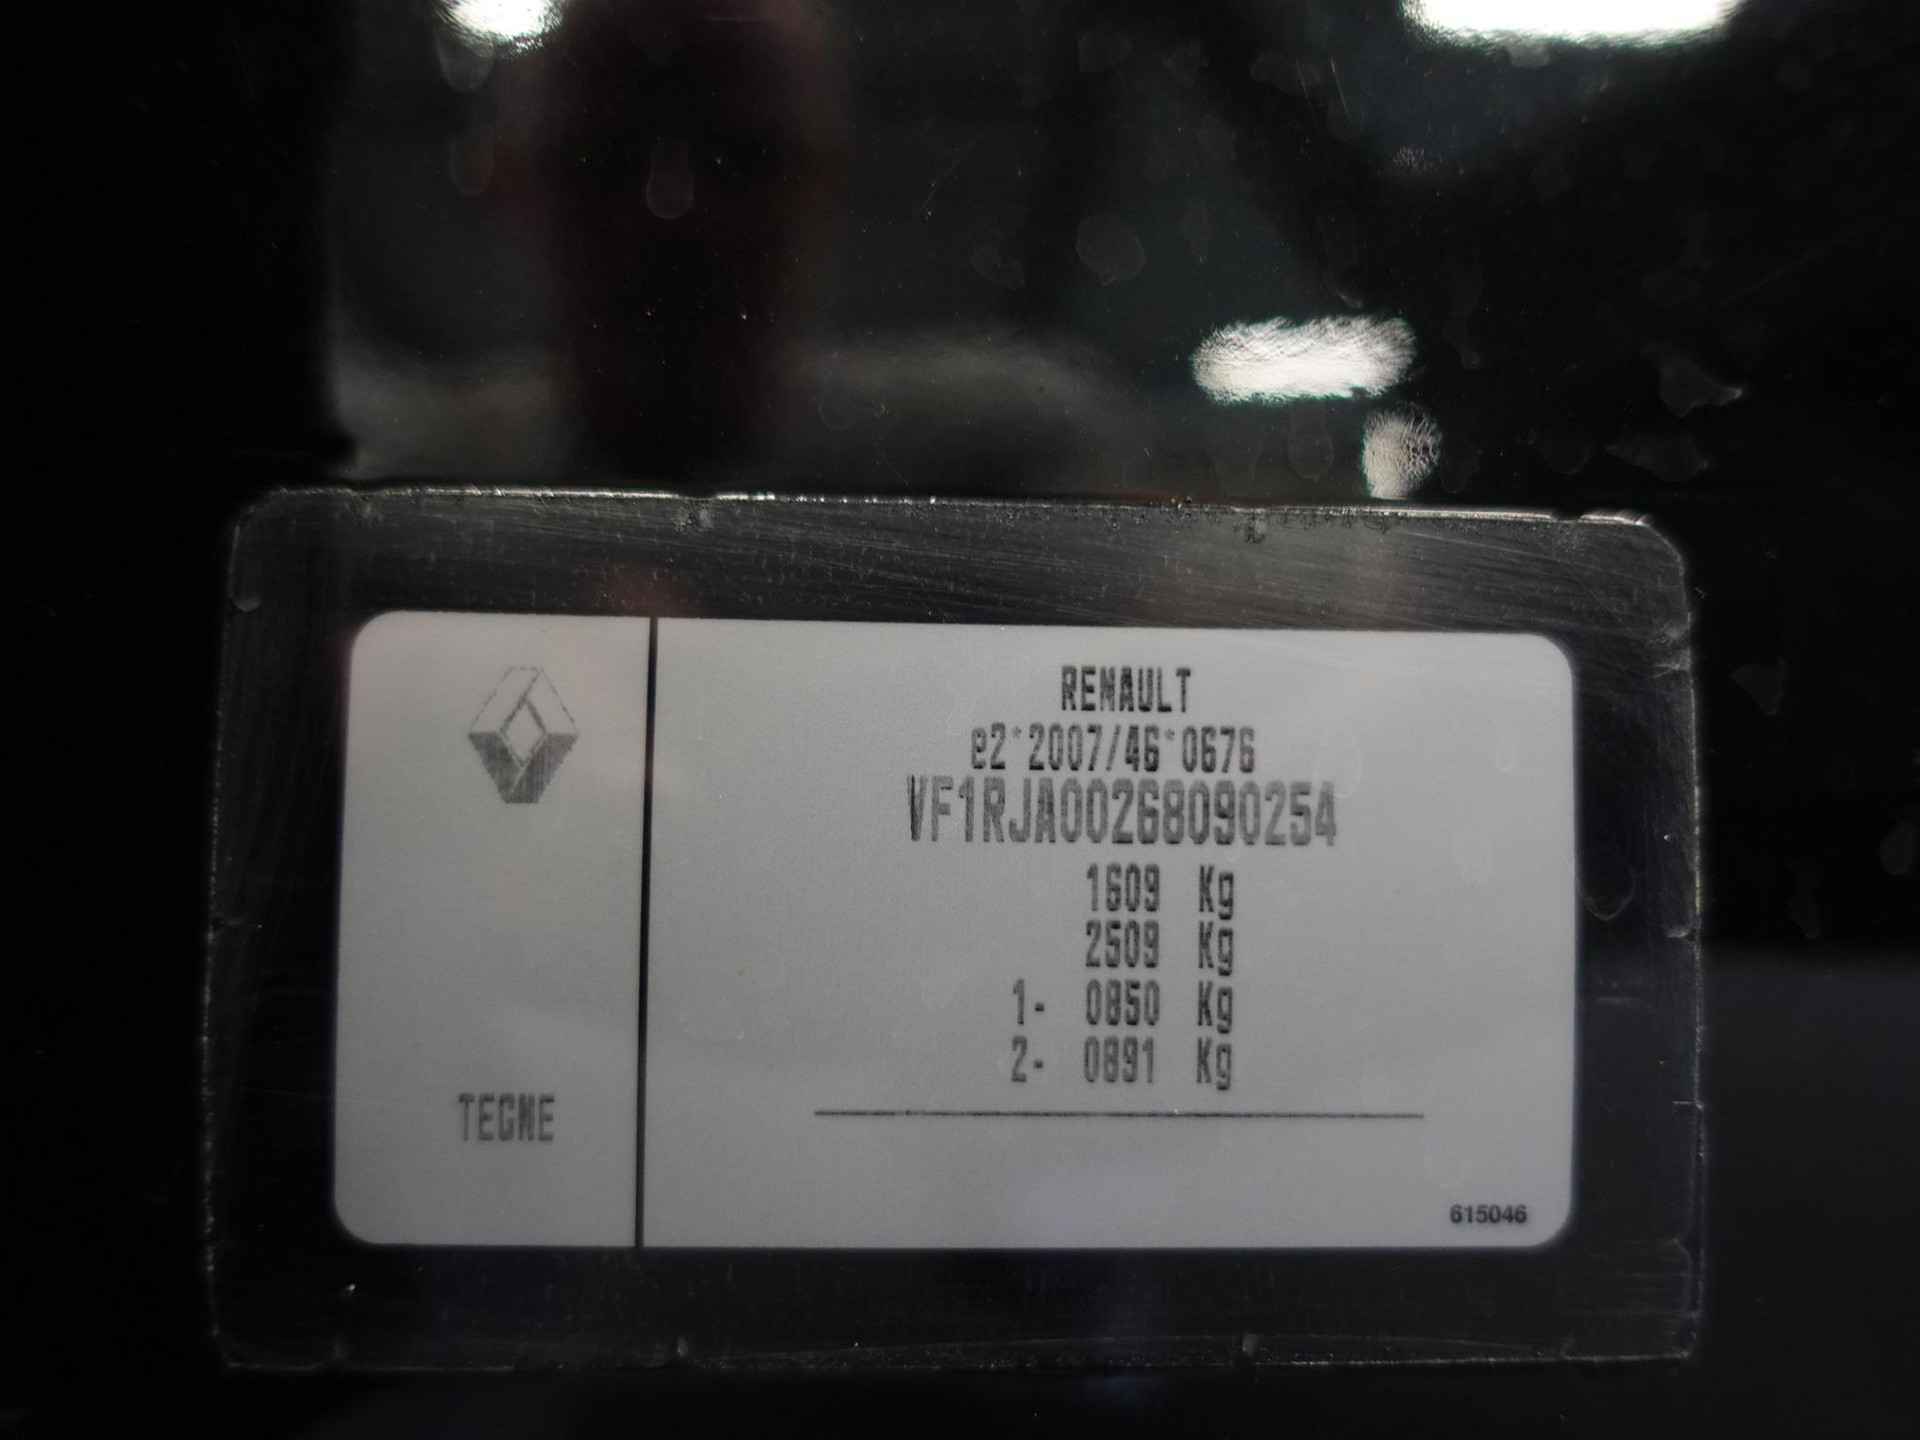 RENAULT
e2*2007/46*0676
VF1RJA00268090254
1609 Kg
2509 Kg
1- 0850 Kg
2- 0891 Kg
TEGNE
615046